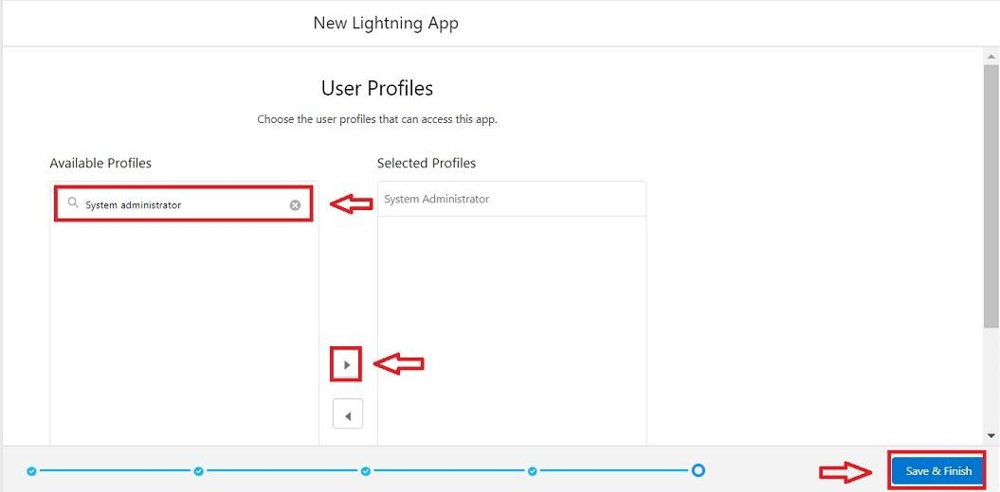 New Lightning App
User Profiles
Choose the user profiles that can access this app.
Available Profiles
Selected Profiles
System administrator
System Administrator
Save & Finish